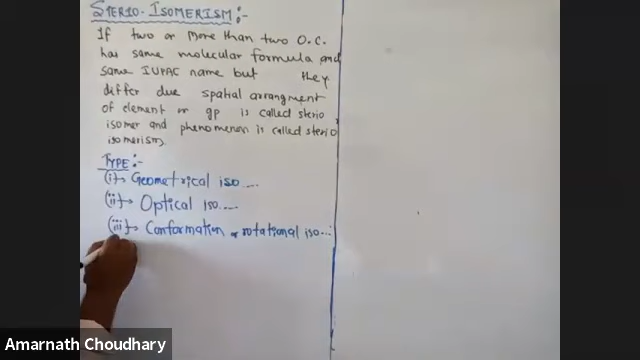 STERIO-ISOMERISM:-
If two or more than two O.C.
has same molecular formula and
same IUPAC name but they
differ due spatial arrangment
of element or gp is called sterio
isomer and phenomenon is called sterio
isomerism.
TYPE:-
(i)→ Geometrical iso....
(ii)→ Optical iso.....
(iii)→ Conformation or rotational iso...
Amarnath Choudhary